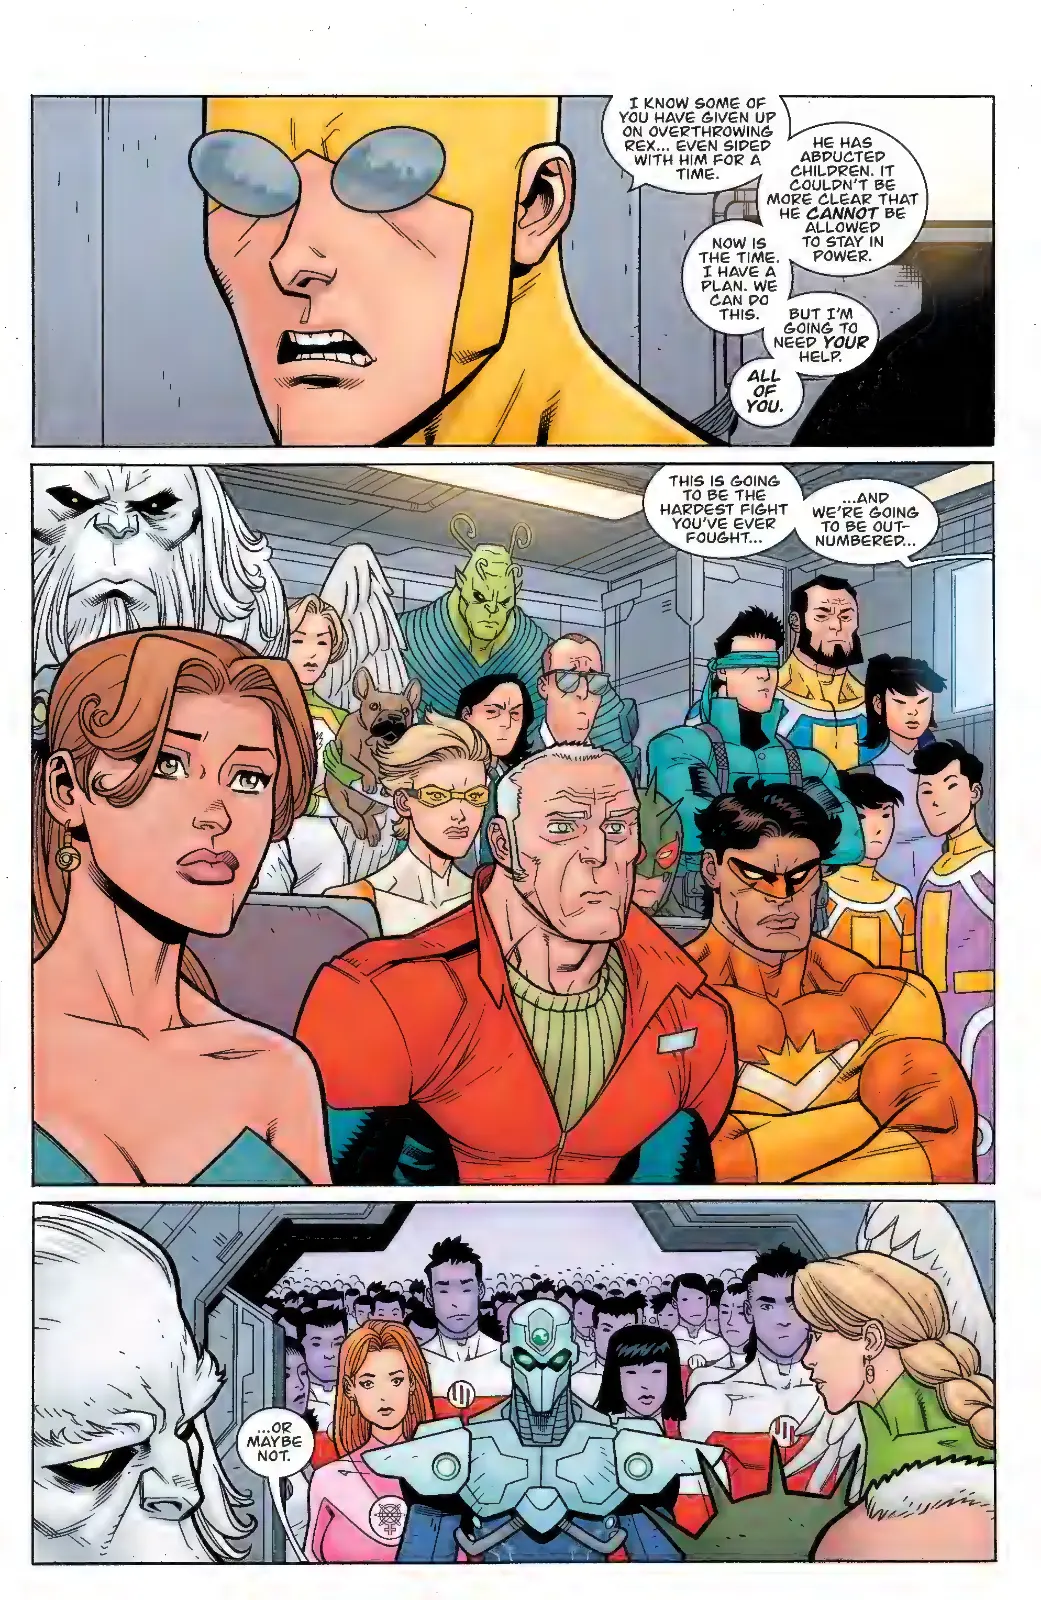 I KNOW SOME OF
YOU HAVE GIVEN UP
ON OVERTHROWING
REX... EVEN SIDED
WITH HIM FOR A
TIME.
HE HAS
ABDUCTED
CHILDREN. IT
COULDN'T BE
MORE CLEAR THAT
HE CANNOT BE
ALLOWED
TO STAY IN
POWER.
NOW IS
THE TIME.
I HAVE A
PLAN. WE
CAN DO
THIS.
BUT I'M
GOING TO
NEED YOUR
HELP.
ALL
OF
YOU.
THIS IS GOING
TO BE THE
HARDEST FIGHT
YOU'VE EVER
FOUGHT...
...AND
WE'RE GOING
TO BE OUT-
NUMBERED...
...OR
MAYBE
NOT.